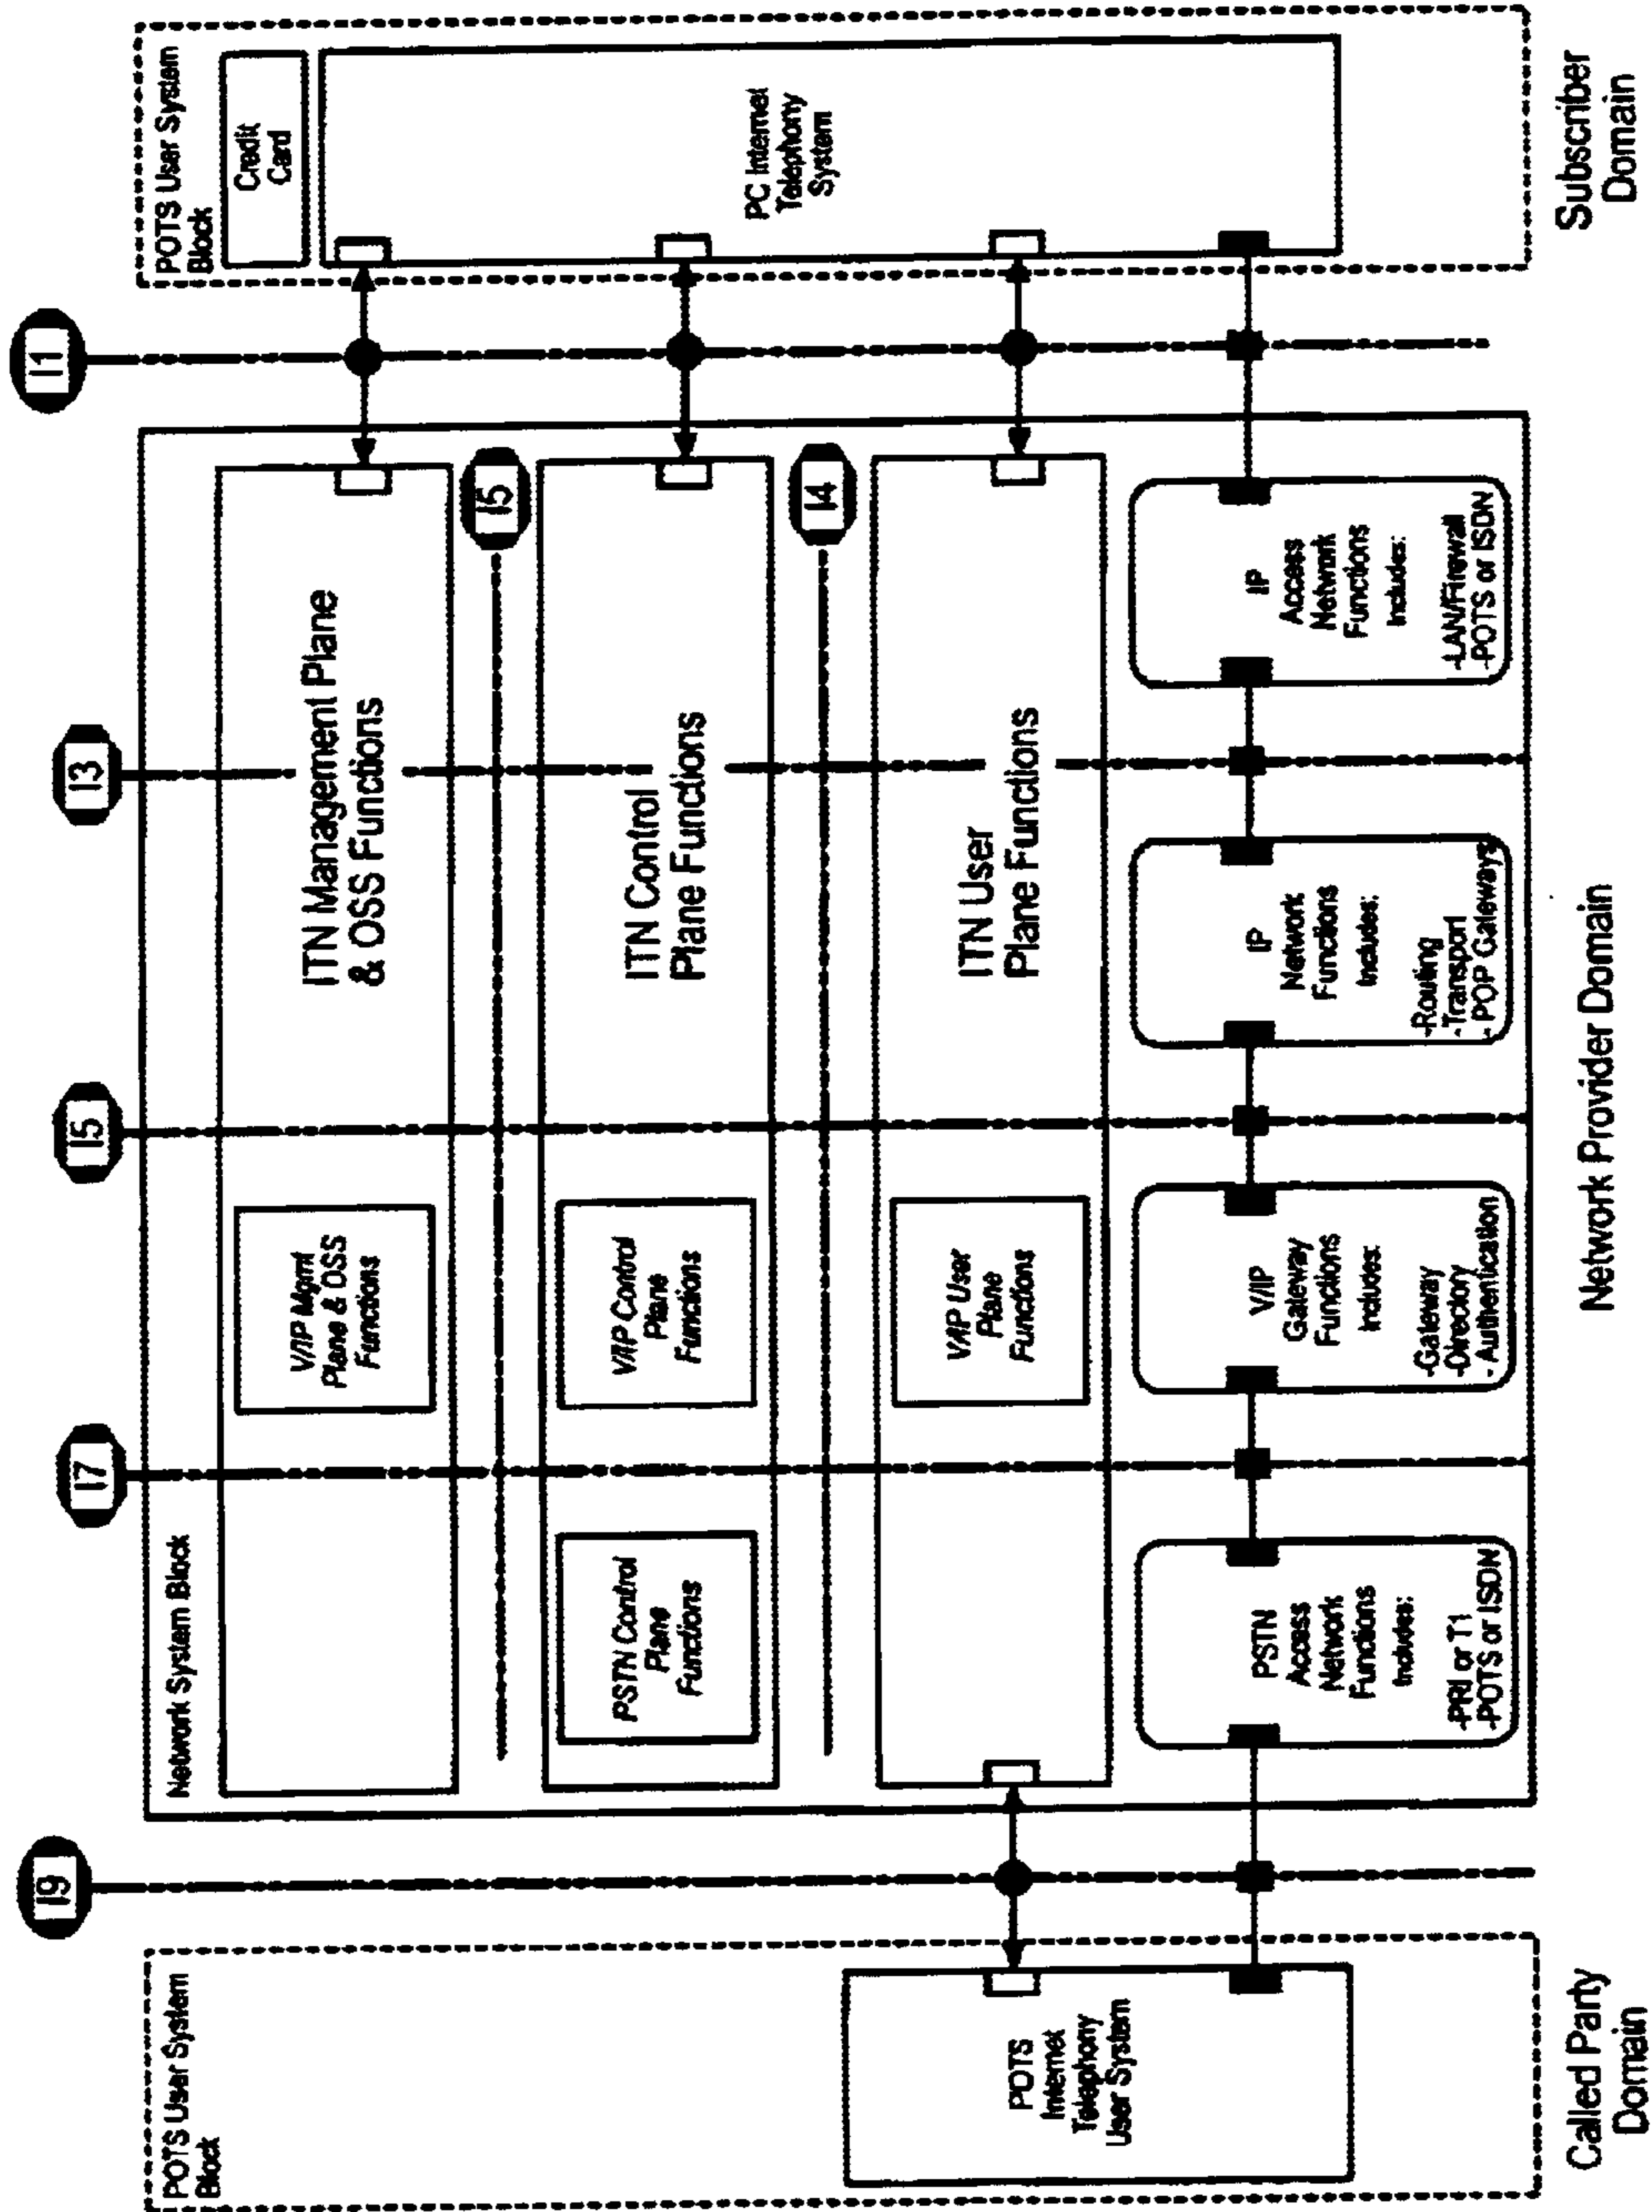 I9
I7
I5
I3
I1
POTS User System
Block
POTS
Internet
Telephony
User System
Called Party
Domain
Network System Block
V/IP Mgmt
Plane & OSS
Functions
ITN Management Plane
& OSS Functions
I5
PSTN Control
Plane
Functions
V/IP Control
Plane
Functions
ITN Control
Plane Functions
I4
V/IP User
Plane
Functions
ITN User
Plane Functions
PSTN
Access
Network
Functions
Includes:
-PRI or T1
-POTS or ISDN
V/IP
Gateway
Functions
Includes:
-Gateway
-Directory
- Authentication
IP
Network
Functions
Includes:
-Routing
-Transport
- POP Gateways
IP
Access
Network
Functions
Includes:
-LAN/Firewall
-POTS or ISDN
Network Provider Domain
POTS User System
Block
Credit
Card
PC Internet
Telephony
System
Subscriber
Domain